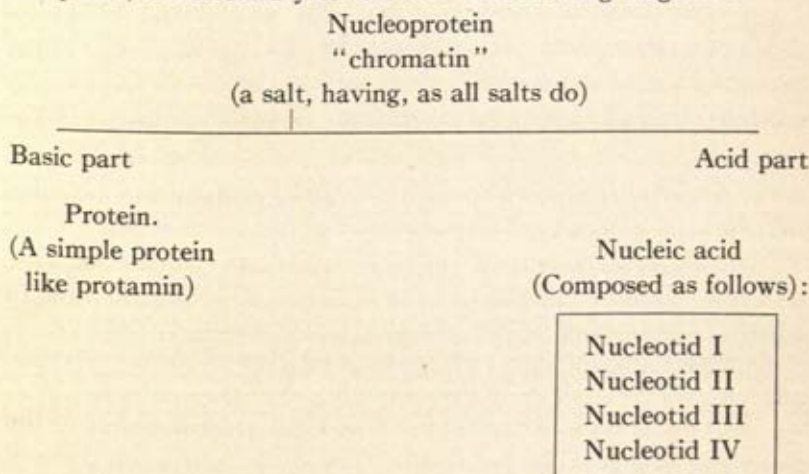 Nucleoprotein
"chromatin"
(a salt, having, as all salts do)
Basic part
Acid part
Protein.
(A simple protein
like protamin)
Nucleic acid
(Composed as follows):
Nucleotid I
Nucleotid II
Nucleotid III
Nucleotid IV